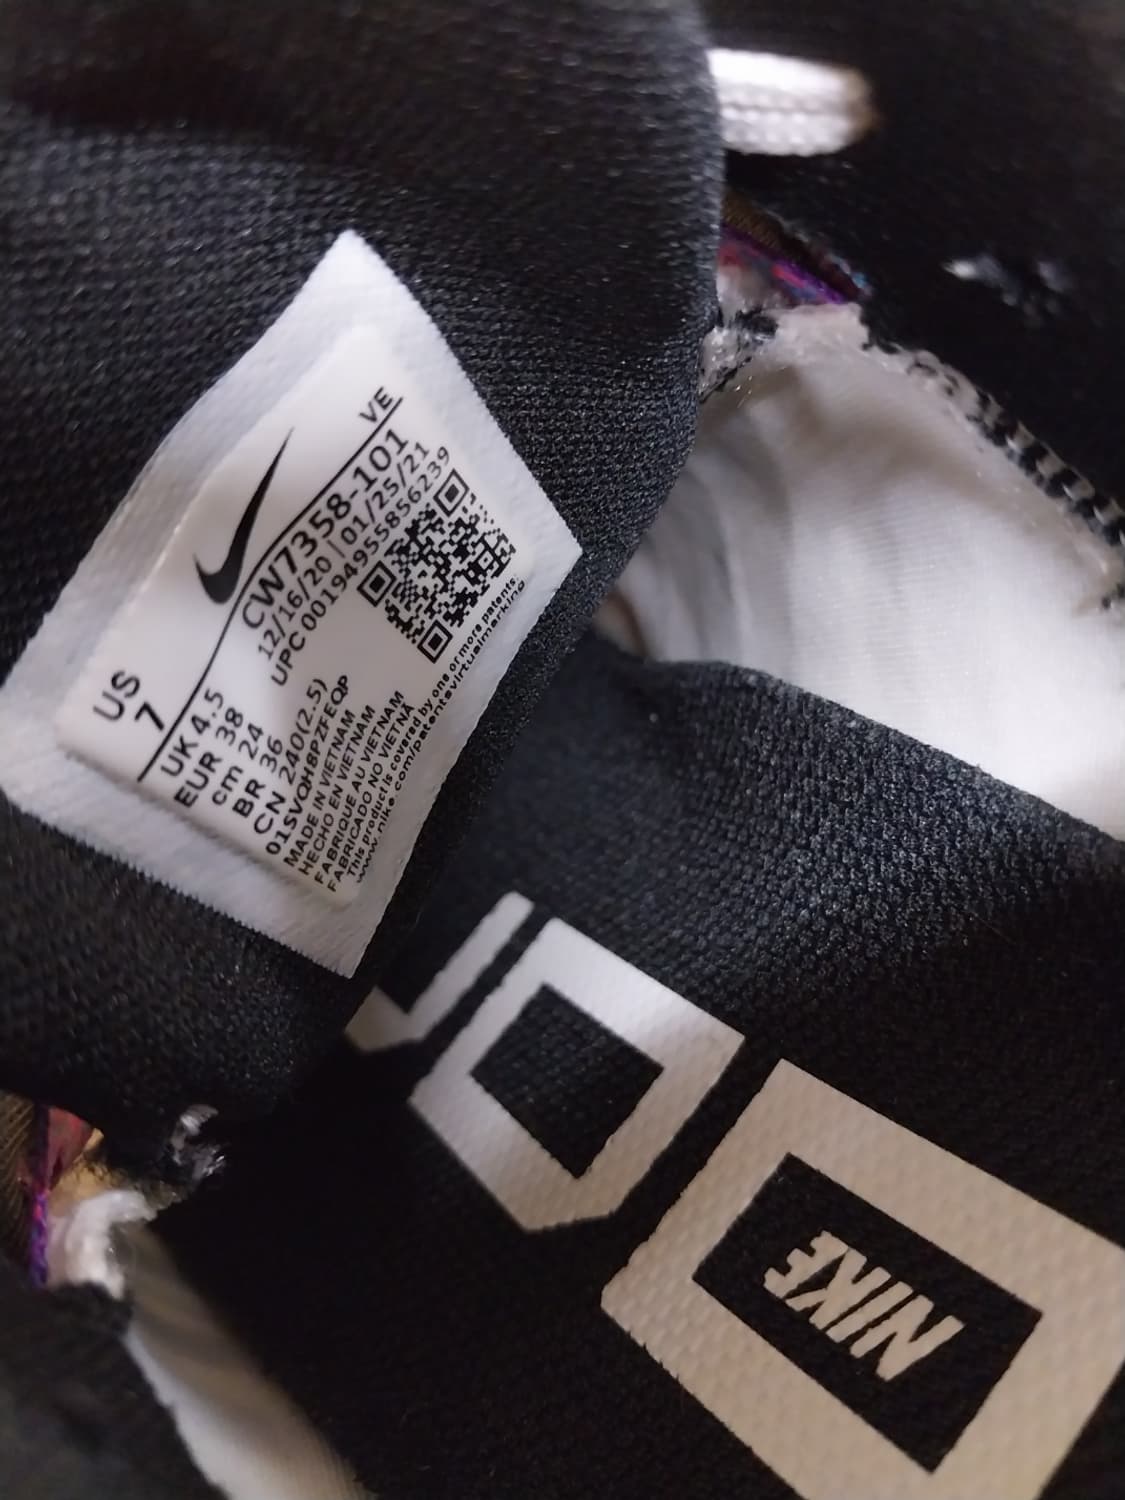 VE
CW7358-101
12/16/20 | 01/25/21
UPC 00194955856239
US
7
UK 4.5
EUR 38
cm 24
BR 36
CN 240(2.5)
01SVQH8PZFEQP
MADE IN VIETNAM
HECHO EN VIETNAM
FABRIQUE AU VIETNAM
FABRICADO NO VIETNÃ
This product is covered by one or more patents:
www.nike.com/patentsvirtualmarking
NIKE